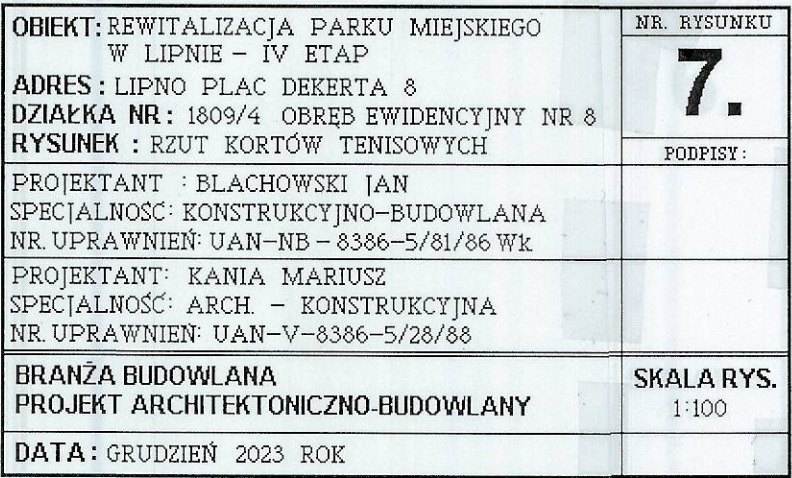 OBIEKT: REWITALIZACJA PARKU MIEJSKIEGO
W LIPNIE - IV ETAP
ADRES : LIPNO PLAC DEKERTA 8
DZIAŁKA NR : 1809/4 OBRĘB EWIDENCYJNY NR 8
RYSUNEK : RZUT KORTÓW TENISOWYCH
NR. RYSUNKU
7.
PODPISY :
PROJEKTANT : BLACHOWSKI JAN
SPECJALNOŚĆ: KONSTRUKCYJNO-BUDOWLANA
NR. UPRAWNIEŃ: UAN-NB - 8386-5/81/86 Wk
PROJEKTANT: KANIA MARIUSZ
SPECJALNOŚĆ: ARCH. - KONSTRUKCYJNA
NR. UPRAWNIEŃ: UAN-V-8386-5/28/88
BRANŻA BUDOWLANA
PROJEKT ARCHITEKTONICZNO-BUDOWLANY
SKALA RYS.
1:100
DATA : GRUDZIEŃ 2023 ROK